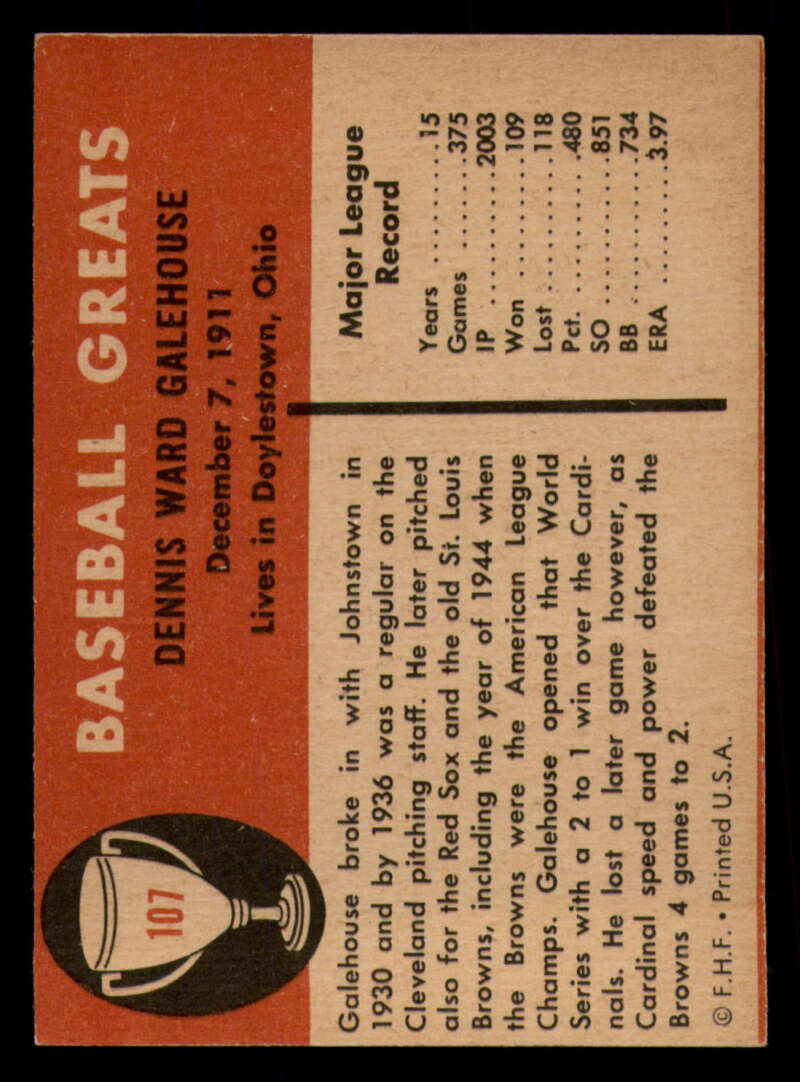 107
BASEBALL GREATS
DENNIS WARD GALEHOUSE
December 7, 1911
Lives in Doylestown, Ohio
Galehouse broke in with Johnstown in
1930 and by 1936 was a regular on the
Cleveland pitching staff. He later pitched
also for the Red Sox and the old St. Louis
Browns, including the year of 1944 when
the Browns were the American League
Champs. Galehouse opened that World
Series with a 2 to 1 win over the Cardi-
nals. He lost a later game however, as
Cardinal speed and power defeated the
Browns 4 games to 2.
© F.H.F. • Printed U.S.A.
Major League
Record
Years ..........15
Games .......375
IP ..........2003
Won .........109
Lost .........118
Pct. .........480
SO ..........851
BB ..........734
ERA .........3.97